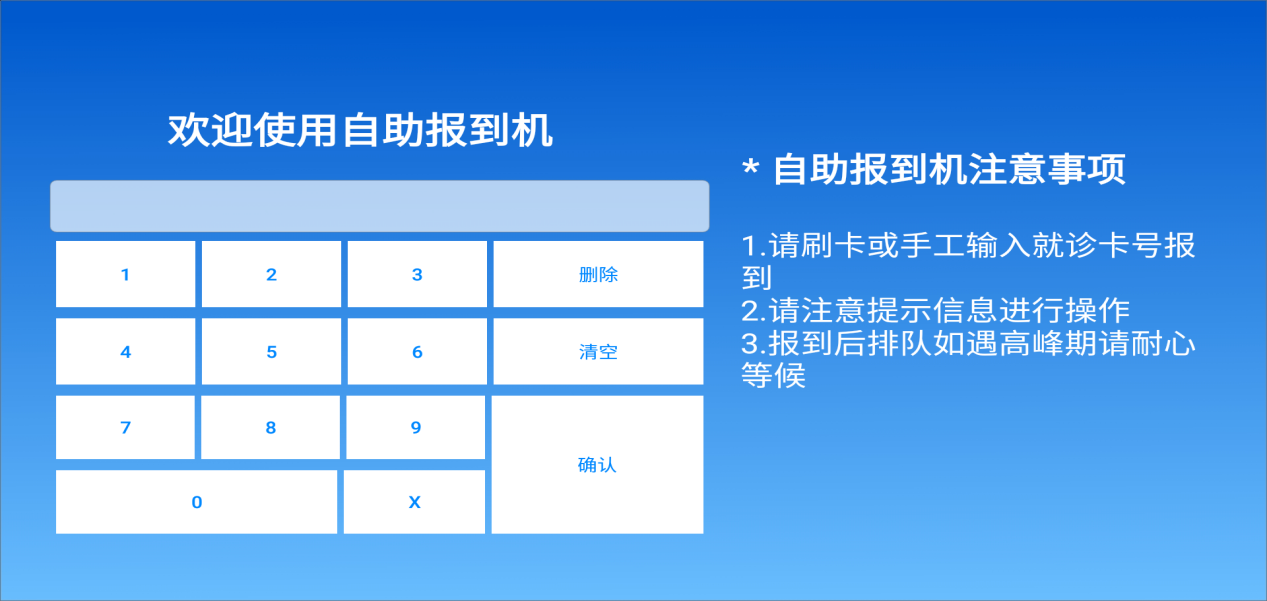 欢迎使用自助报到机
1 2 3 删除
4 5 6 清空
7 8 9
确认
0 X
* 自助报到机注意事项
1.请刷卡或手工输入就诊卡号报
到
2.请注意提示信息进行操作
3.报到后排队如遇高峰期请耐心
等候